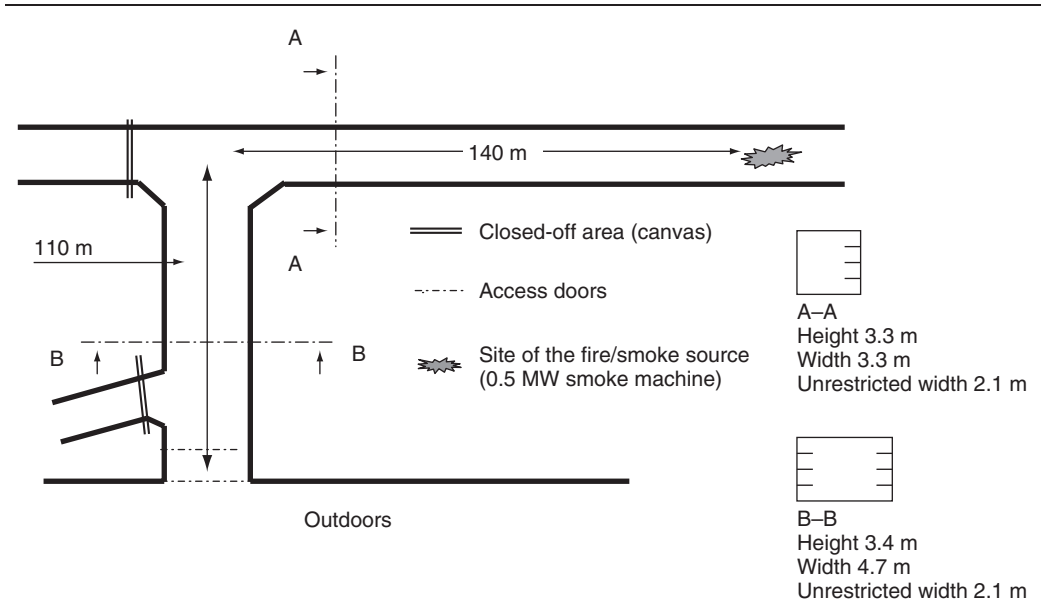 A
140 m
110 m
Closed-off area (canvas)
A
Access doors
B
B
Site of the fire/smoke source
(0.5 MW smoke machine)
Outdoors
A–A
Height 3.3 m
Width 3.3 m
Unrestricted width 2.1 m
B–B
Height 3.4 m
Width 4.7 m
Unrestricted width 2.1 m